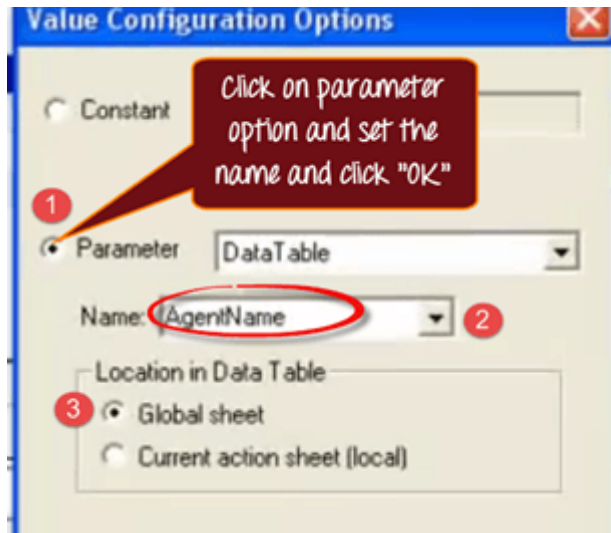 Value Configuration Options
Constant
Click on parameter
option and set the
name and click "OK"
1
Parameter
DataTable
Name:
AgentName
2
Location in Data Table
3
Global sheet
Current action sheet (local)